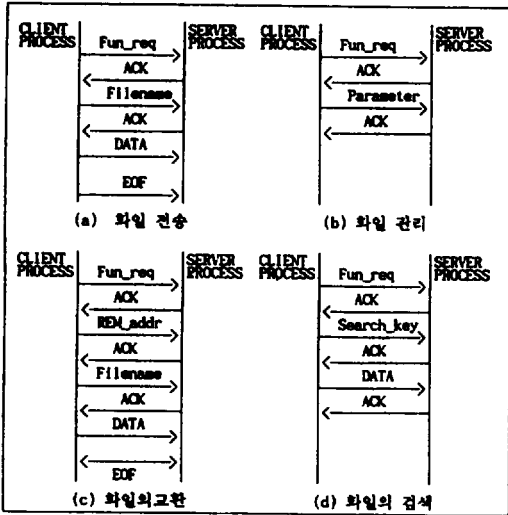 CLIENT PROCESS
SERVER PROCESS
Fun_req
ACK
Filename
ACK
DATA
EOF
(a) 화일 전송
CLIENT PROCESS
SERVER PROCESS
Fun_req
ACK
Parameter
ACK
(b) 화일 관리
CLIENT PROCESS
SERVER PROCESS
Fun_req
ACK
REM_addr
ACK
Filename
ACK
DATA
EOF
(c) 화일의교환
CLIENT PROCESS
SERVER PROCESS
Fun_req
ACK
Search_key
ACK
DATA
ACK
(d) 화일의 검색